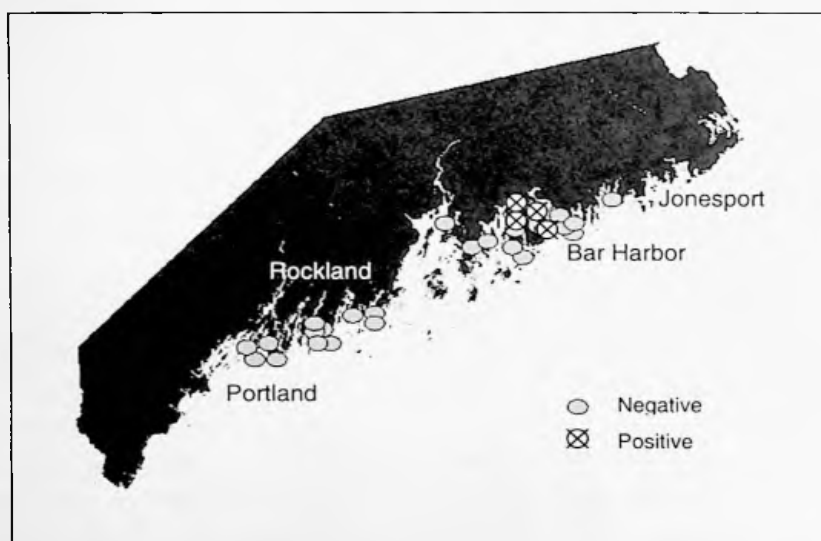 Jonesport
Bar Harbor
Rockland
Portland
Negative
Positive